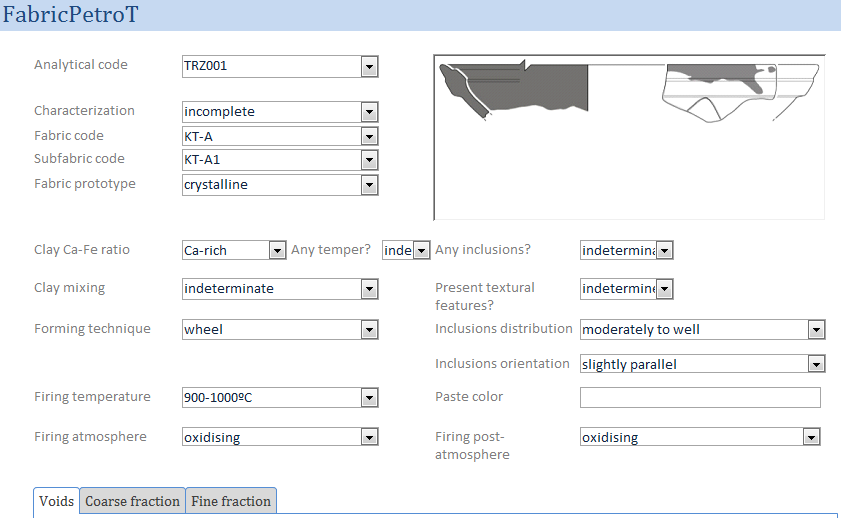 FabricPetroT
Analytical code TRZ001
Characterization incomplete
Fabric code KT-A
Subfabric code KT-A1
Fabric prototype crystalline
Clay Ca-Fe ratio Ca-rich Any temper? inde Any inclusions? indetermina
Clay mixing indeterminate Present textural features? indetermine
Forming technique wheel Inclusions distribution moderately to well
Inclusions orientation slightly parallel
Firing temperature 900-1000ºC Paste color
Firing atmosphere oxidising Firing post-atmosphere oxidising
Voids Coarse fraction Fine fraction